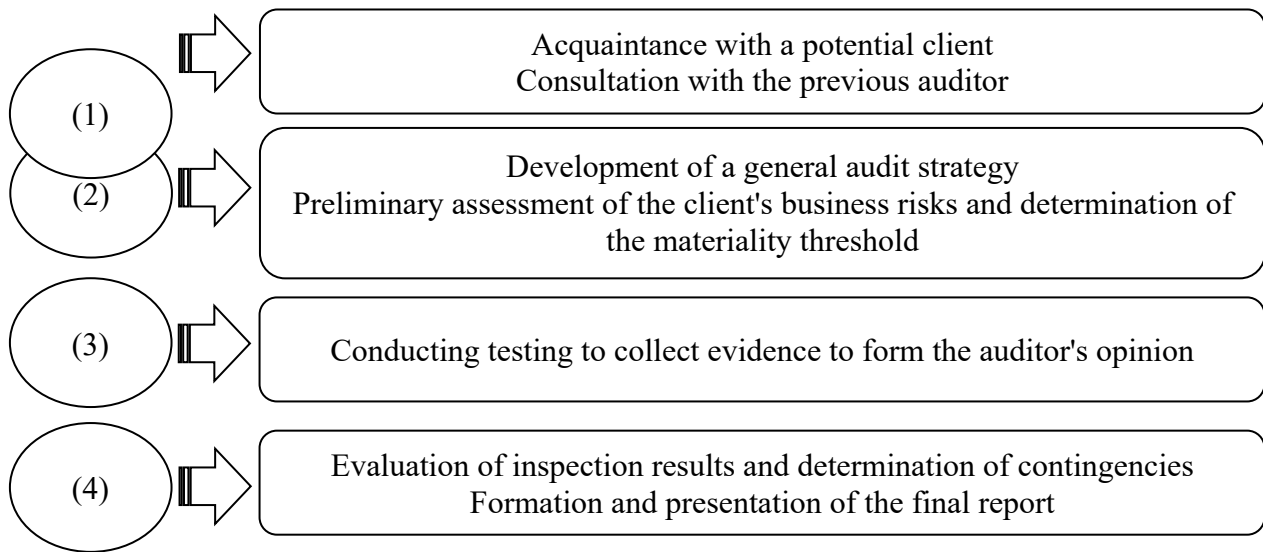 (1)
Acquaintance with a potential client
Consultation with the previous auditor
(2)
Development of a general audit strategy
Preliminary assessment of the client's business risks and determination of
the materiality threshold
(3)
Conducting testing to collect evidence to form the auditor's opinion
(4)
Evaluation of inspection results and determination of contingencies
Formation and presentation of the final report